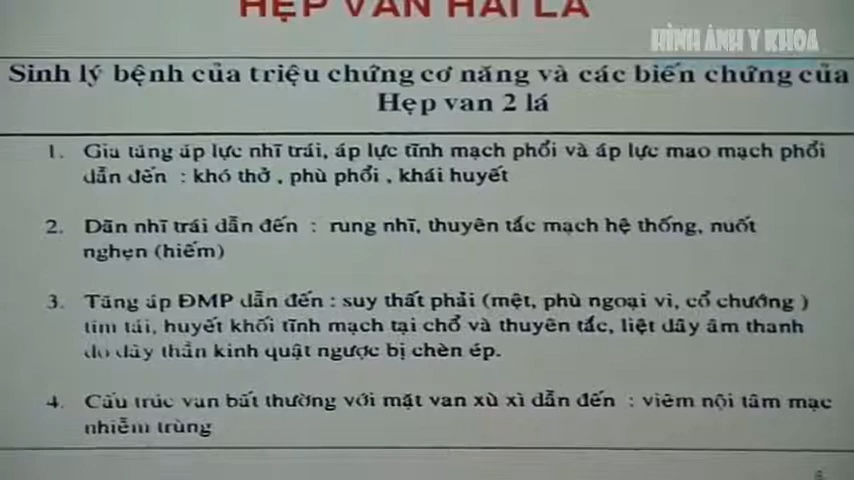 HẸP VAN HAI LÁ
HÌNH ẢNH Y KHOA
Sinh lý bệnh của triệu chứng cơ năng và các biến chứng của
Hẹp van 2 lá
1. Gia tăng áp lực nhĩ trái, áp lực tĩnh mạch phổi và áp lực mao mạch phổi
dẫn đến : khó thở , phù phổi , khái huyết
2. Dãn nhĩ trái dẫn đến : rung nhĩ, thuyên tắc mạch hệ thống, nuốt
nghẹn (hiếm)
3. Tăng áp ĐMP dẫn đến : suy thất phải (mệt, phù ngoại vi, cổ chướng )
tím tái, huyết khối tĩnh mạch tại chổ và thuyên tắc, liệt dây âm thanh
do dây thần kinh quật ngược bị chèn ép.
4. Cấu trúc van bất thường với mặt van xù xì dẫn đến : viêm nội tâm mạc
nhiễm trùng